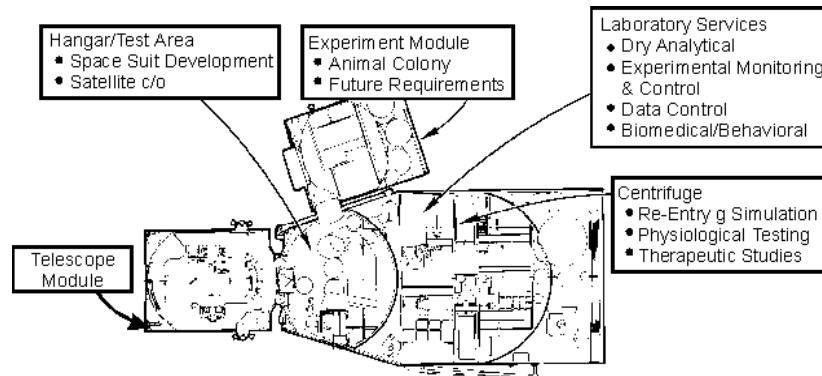 Hangar/Test Area
• Space Suit Development
• Satellite c/o
Experiment Module
• Animal Colony
• Future Requirements
Laboratory Services
• Dry Analytical
• Experimental Monitoring
& Control
• Data Control
• Biomedical/Behavioral
Centrifuge
• Re-Entry g Simulation
• Physiological Testing
• Therapeutic Studies
Telescope
Module